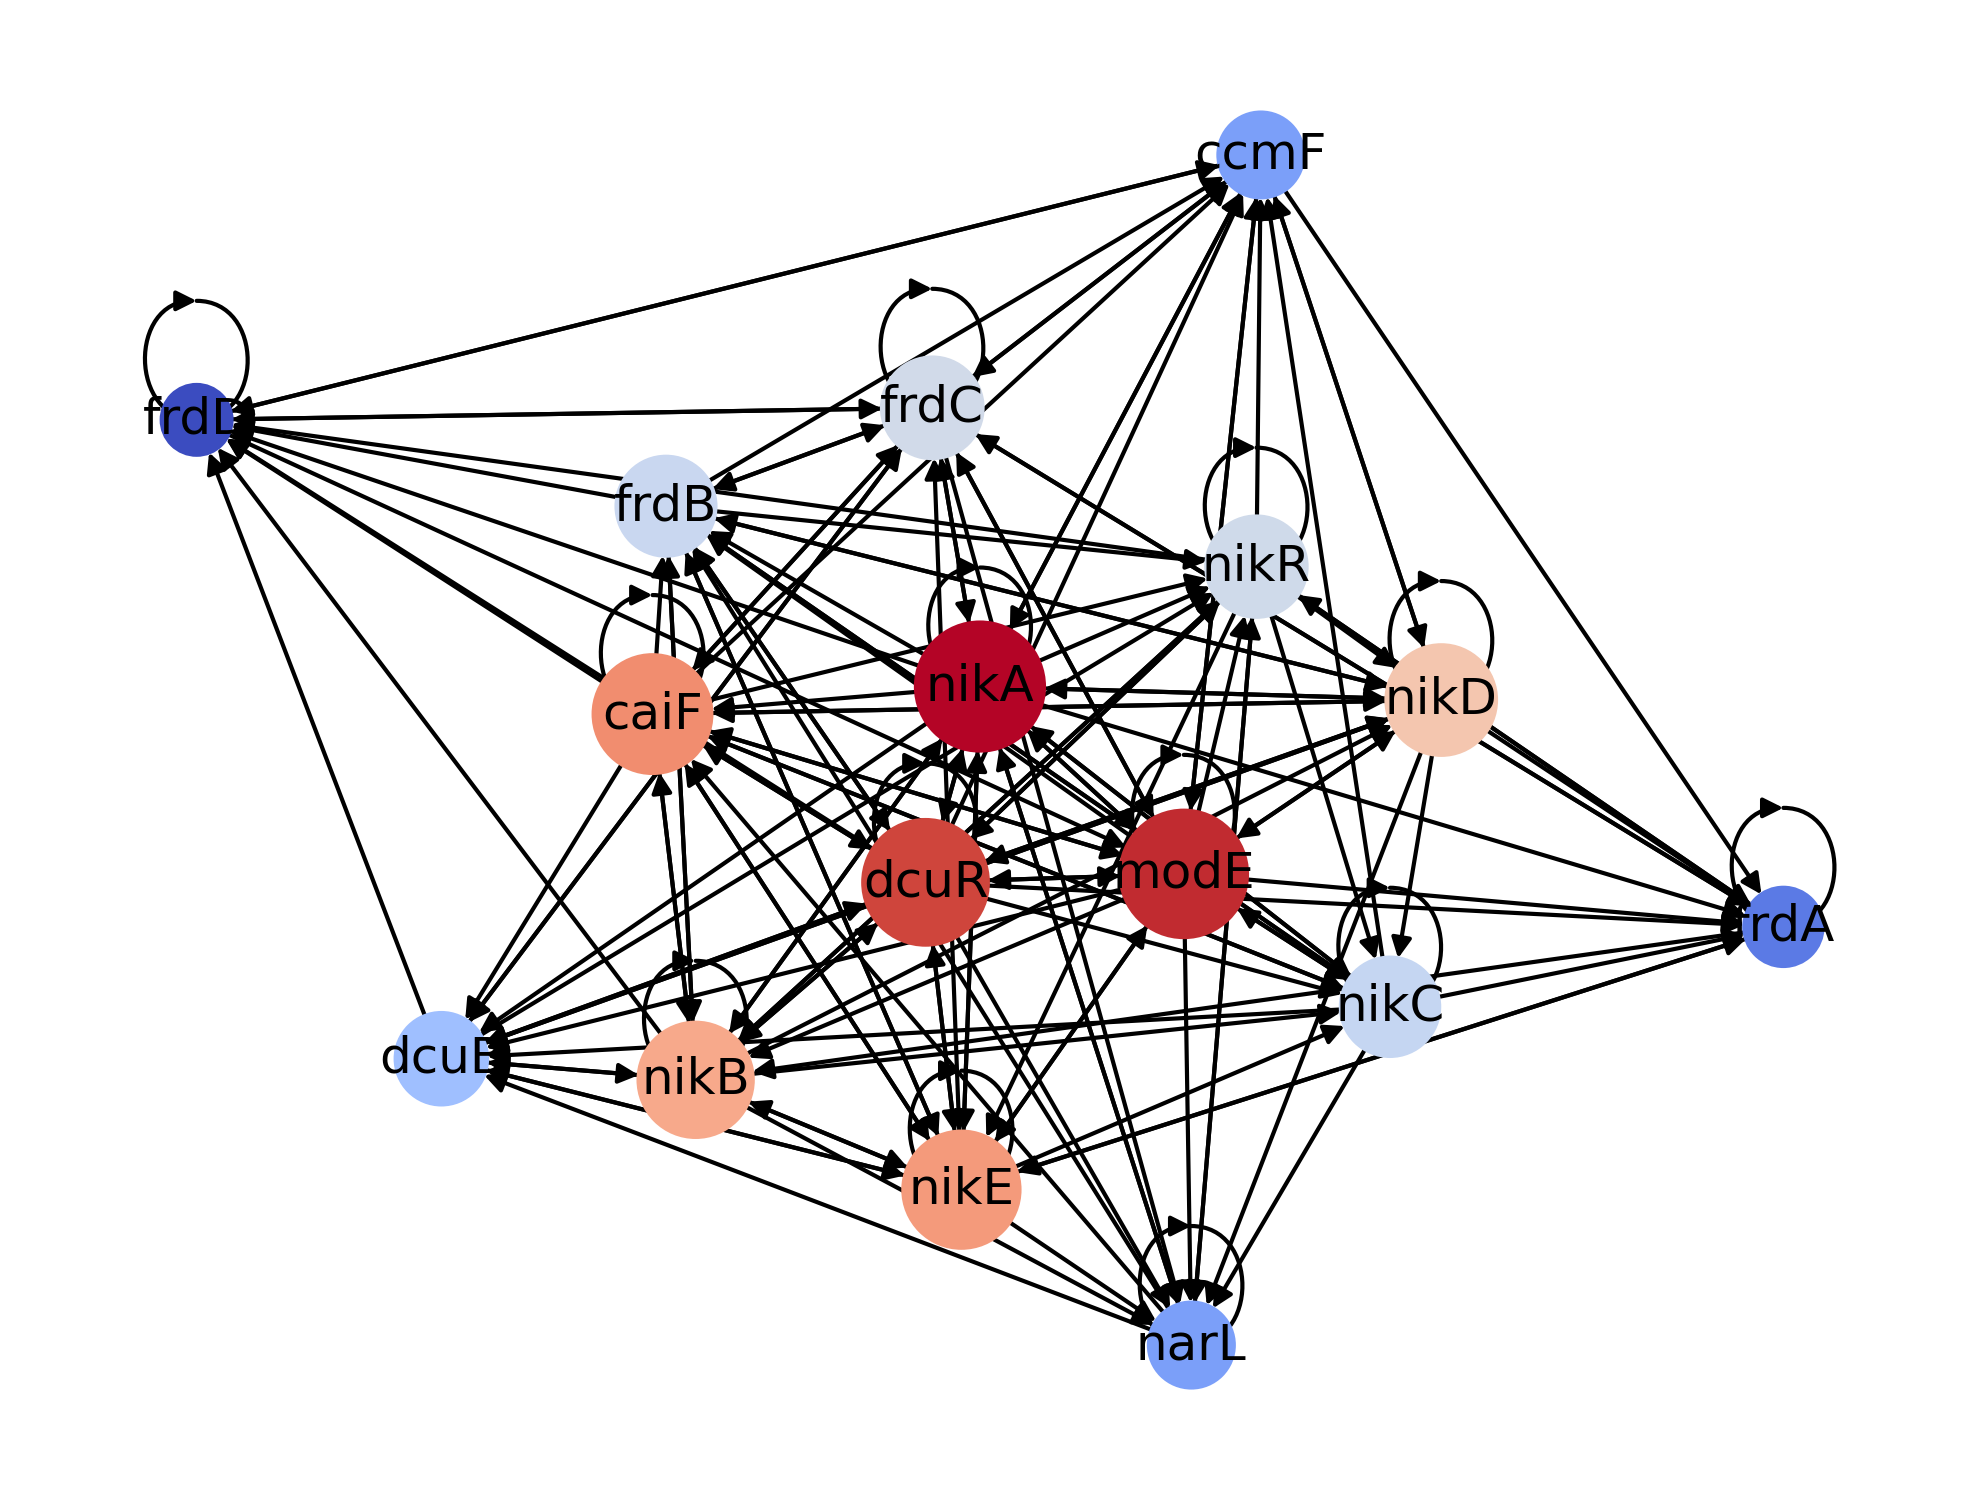 ccmF
frdD
frdC
frdB
nikR
nikA
nikD
caiF
dcuR
modE
frdA
nikC
dcuB
nikB
nikE
narL